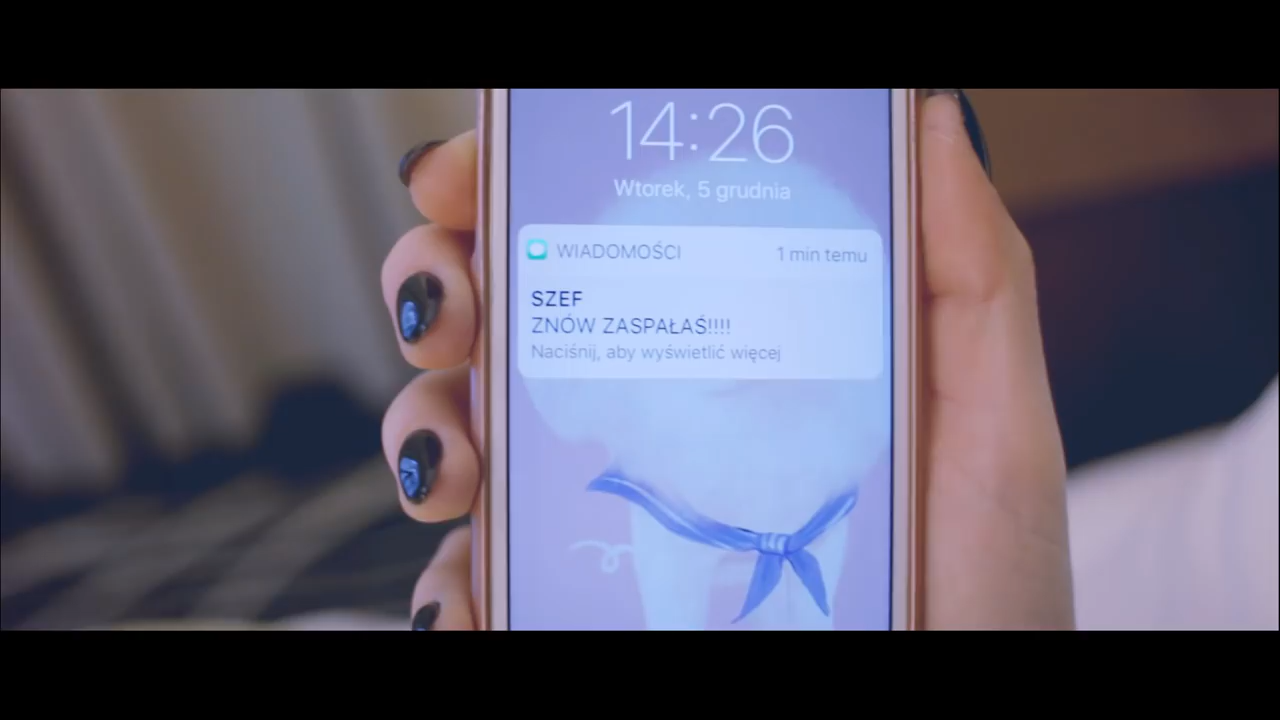 14:26
Wtorek, 5 grudnia
WIADOMOŚCI 1 min temu
SZEF
ZNÓW ZASPAŁAŚ!!!!
Naciśnij, aby wyświetlić więcej